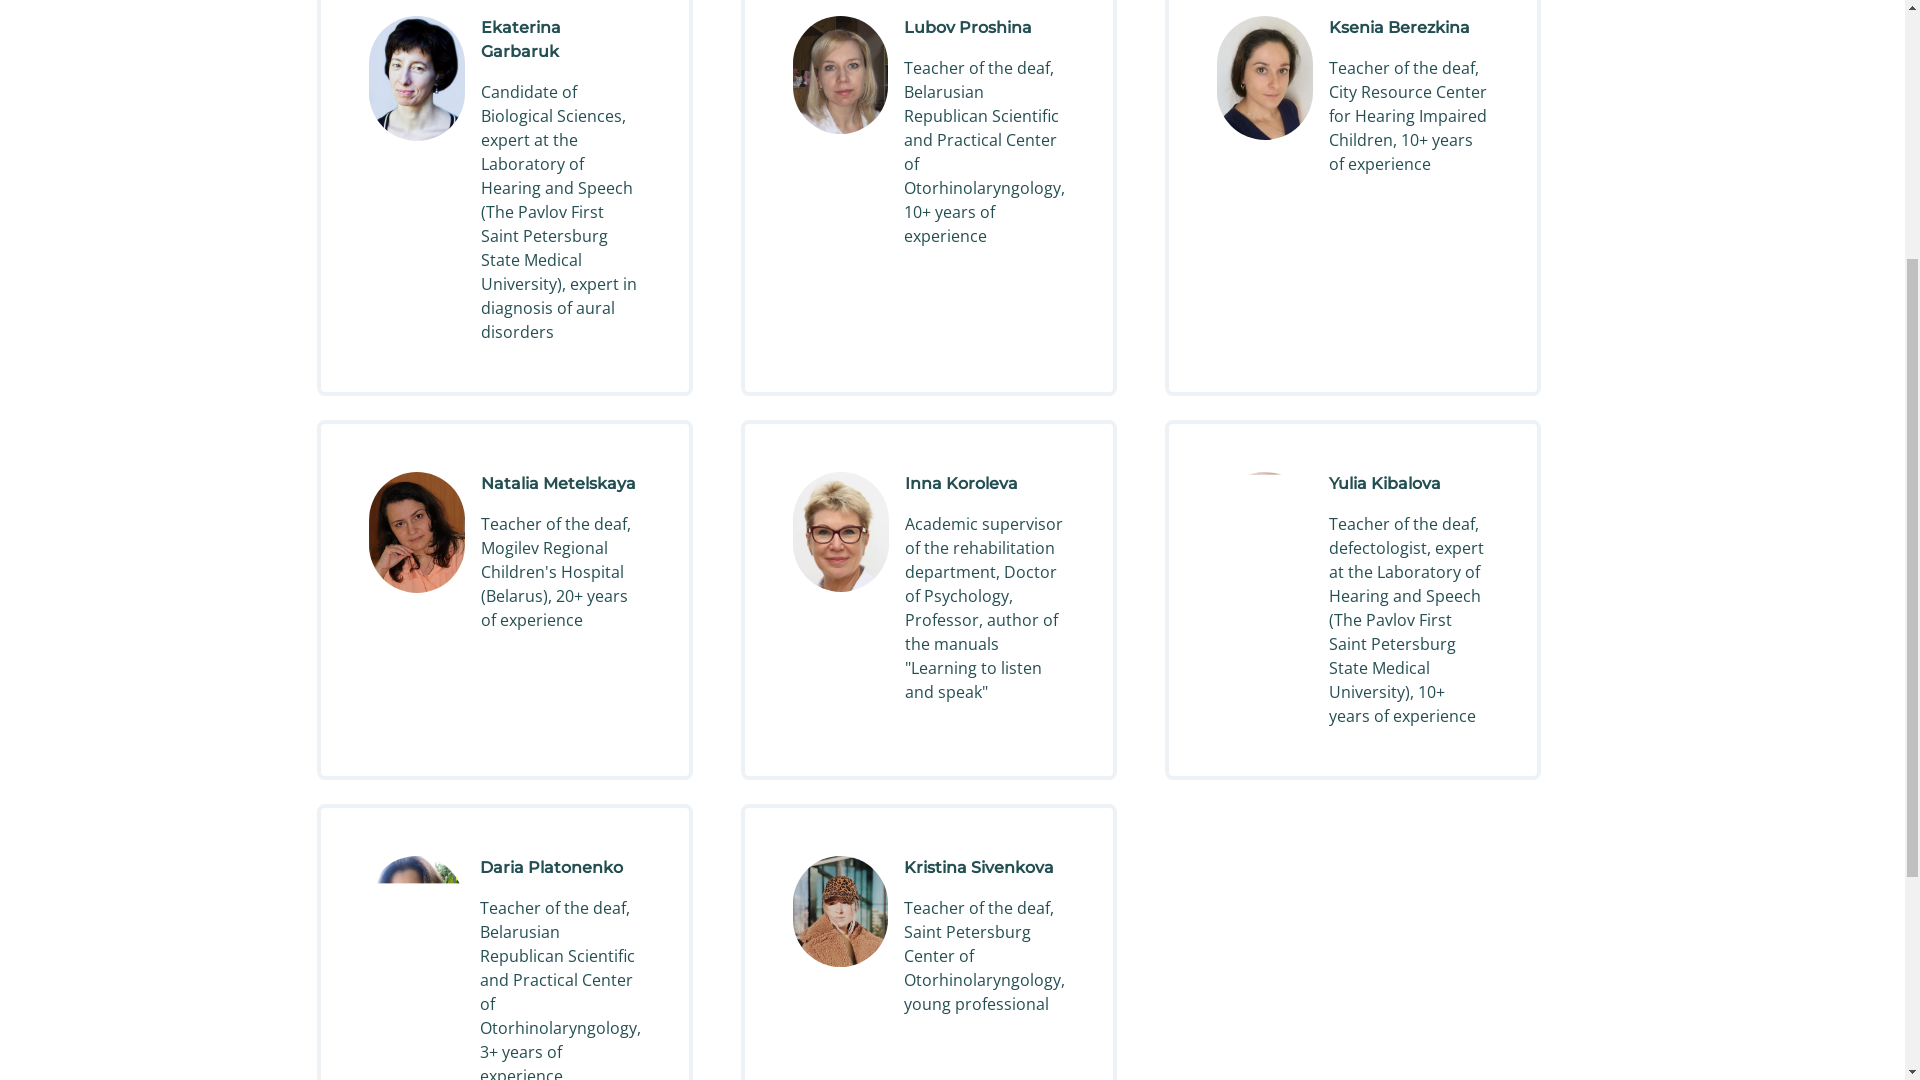 Ekaterina
Garbaruk
Candidate of
Biological Sciences,
expert at the
Laboratory of
Hearing and Speech
(The Pavlov First
Saint Petersburg
State Medical
University), expert in
diagnosis of aural
disorders
Lubov Proshina
Teacher of the deaf,
Belarusian
Republican Scientific
and Practical Center
of
Otorhinolaryngology,
10+ years of
experience
Ksenia Berezkina
Teacher of the deaf,
City Resource Center
for Hearing Impaired
Children, 10+ years
of experience
Natalia Metelskaya
Teacher of the deaf,
Mogilev Regional
Children's Hospital
(Belarus), 20+ years
of experience
Inna Koroleva
Academic supervisor
of the rehabilitation
department, Doctor
of Psychology,
Professor, author of
the manuals
"Learning to listen
and speak"
Yulia Kibalova
Teacher of the deaf,
defectologist, expert
at the Laboratory of
Hearing and Speech
(The Pavlov First
Saint Petersburg
State Medical
University), 10+
years of experience
Daria Platonenko
Teacher of the deaf,
Belarusian
Republican Scientific
and Practical Center
of
Otorhinolaryngology,
3+ years of
experience
Kristina Sivenkova
Teacher of the deaf,
Saint Petersburg
Center of
Otorhinolaryngology,
young professional